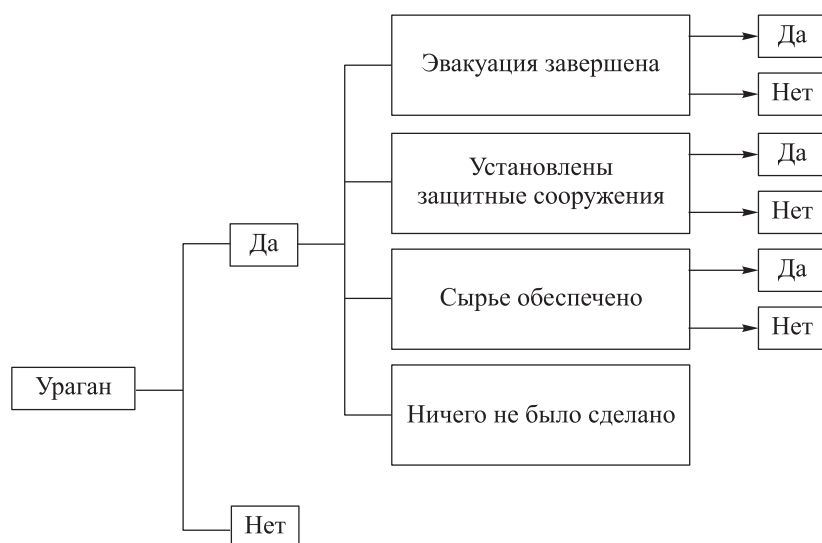 Эвакуация завершена
Да
Нет
Установлены
защитные сооружения
Да
Нет
Да
Сырье обеспечено
Да
Нет
Ураган
Ничего не было сделано
Нет